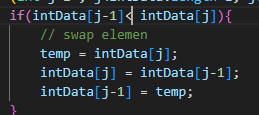 if(intData[j-1]< intData[j]){
// swap elemen
temp = intData[j];
intData[j] = intData[j-1];
intData[j-1] = temp;
}